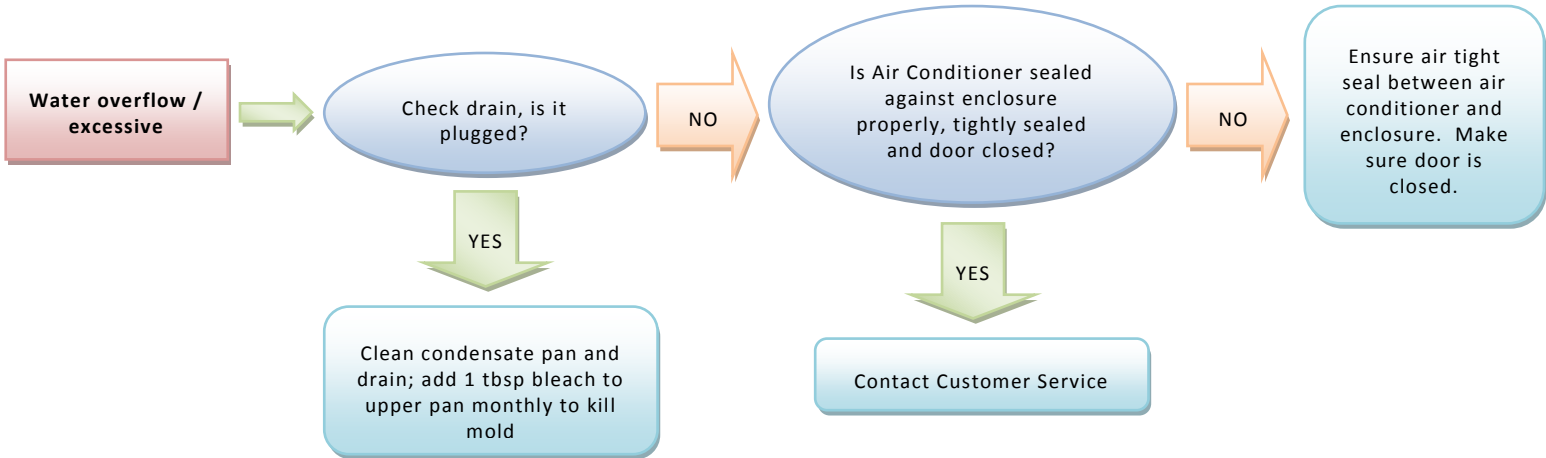 Water overflow /
excessive
Check drain, is it
plugged?
NO
Is Air Conditioner sealed
against enclosure
properly, tightly sealed
and door closed?
NO
Ensure air tight
seal between air
conditioner and
enclosure.  Make
sure door is
closed.
YES
YES
Clean condensate pan and
drain; add 1 tbsp bleach to
upper pan monthly to kill
mold
Contact Customer Service